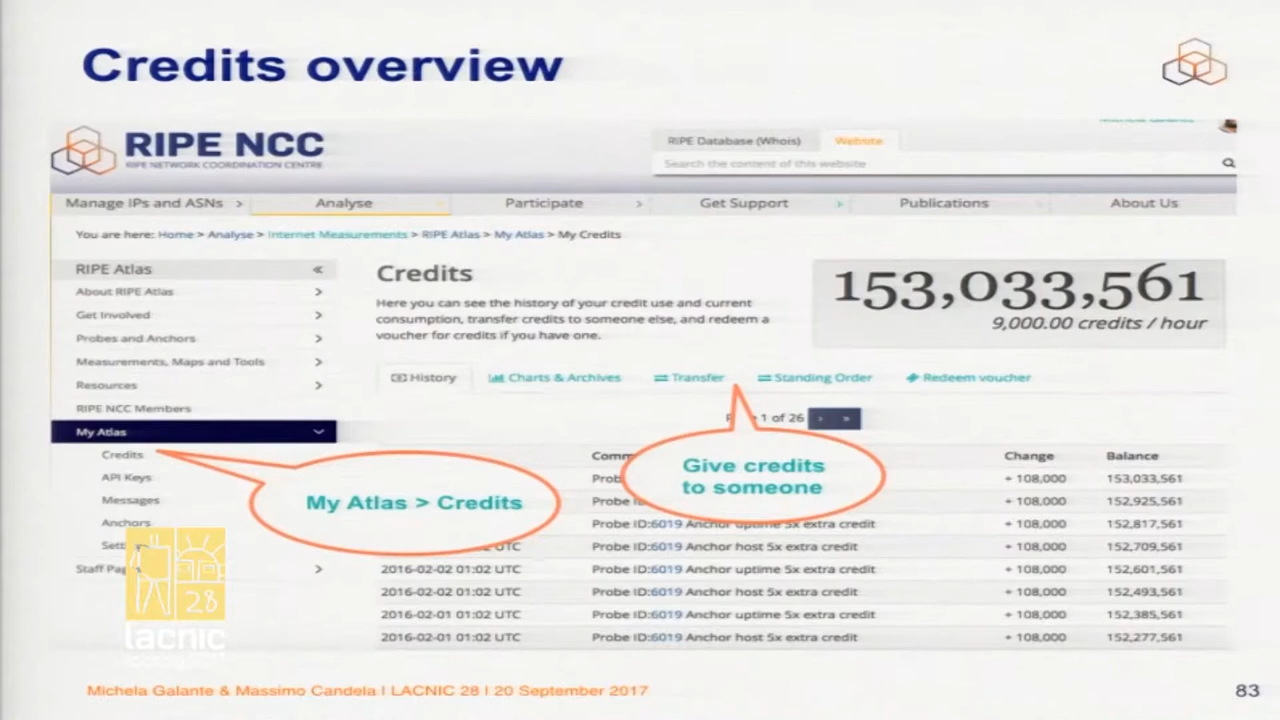 Credits overview
RIPE NCC
RIPE NETWORK COORDINATION CENTRE
RIPE Database (Whois)
Website
Search the content of this website
Manage IPs and ASNs >
Analyse
Participate >
Get Support >
Publications
About Us
You are here: Home > Analyse > Internet Measurements > RIPE Atlas > My Atlas > My Credits
RIPE Atlas «
About RIPE Atlas >
Get Involved >
Probes and Anchors >
Measurements, Maps and Tools >
Resources >
RIPE NCC Members
My Atlas
Credits
API Keys
Messages
Anchors
Staff
Credits
Here you can see the history of your credit use and current
consumption, transfer credits to someone else, and redeem a
voucher for credits if you have one.
153,033,561
9,000.00 credits / hour
History
Charts & Archives
Transfer
Standing Order
Redeem voucher
1 of 26 > »
Change Balance
+ 108,000 153,033,561
+ 108,000 152,925,561
Probe ID:6019 Anchor uptime 5x extra credit + 108,000 152,817,561
UTC Probe ID:6019 Anchor host 5x extra credit + 108,000 152,709,561
2016-02-02 01:02 UTC Probe ID:6019 Anchor uptime 5x extra credit + 108,000 152,601,561
2016-02-02 01:02 UTC Probe ID:6019 Anchor host 5x extra credit + 108,000 152,493,561
2016-02-01 01:02 UTC Probe ID:6019 Anchor uptime 5x extra credit + 108,000 152,385,561
2016-02-01 01:02 UTC Probe ID:6019 Anchor host 5x extra credit + 108,000 152,277,561
My Atlas > Credits
Give credits
to someone
28
lacnic
Michela Galante & Massimo Candela | LACNIC 28 | 20 September 2017
83